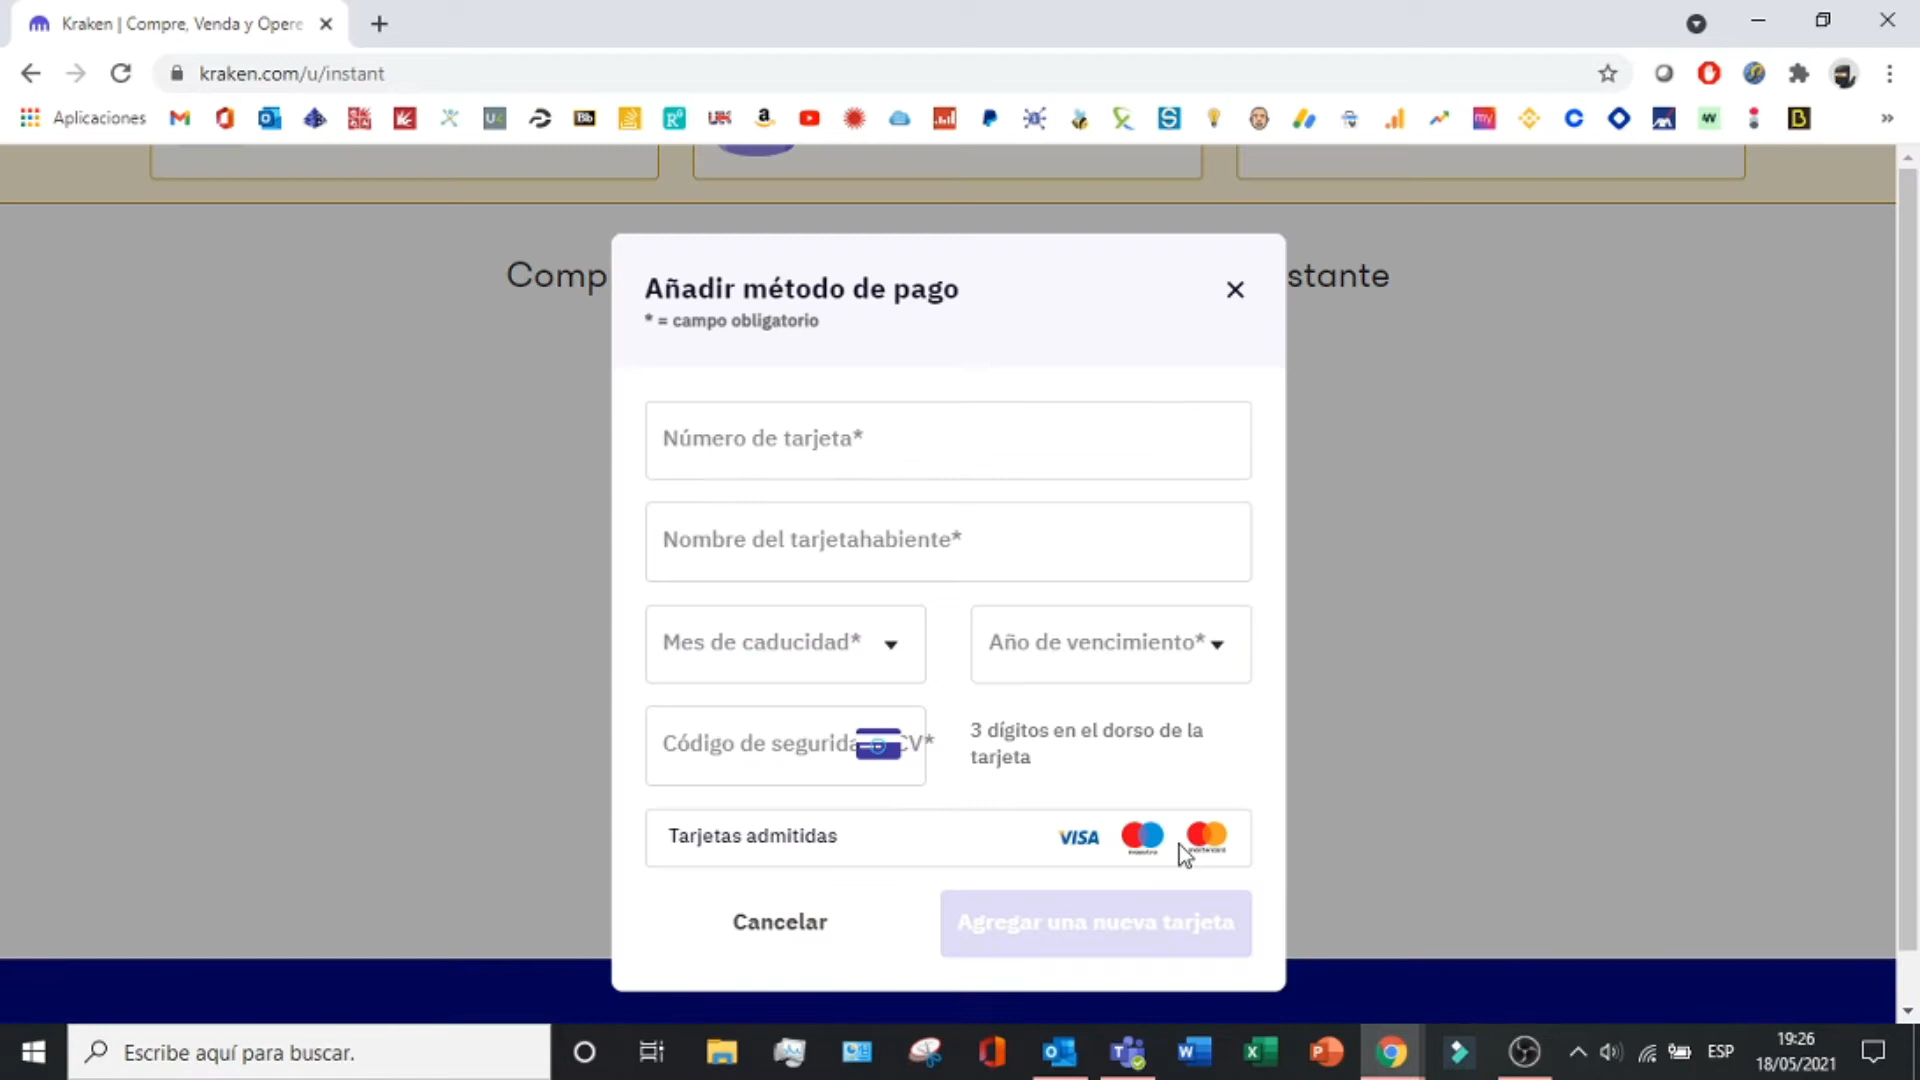 Kraken | Compre, Venda y Opere
kraken.com/u/instant
Aplicaciones
Comp
stante
Añadir método de pago
* = campo obligatorio
Número de tarjeta*
Nombre del tarjetahabiente*
Mes de caducidad*
Año de vencimiento*
Código de segurida CV*
3 dígitos en el dorso de la
tarjeta
Tarjetas admitidas
VISA
Cancelar
Agregar una nueva tarjeta
Escribe aquí para buscar.
ESP
19:26
18/05/2021